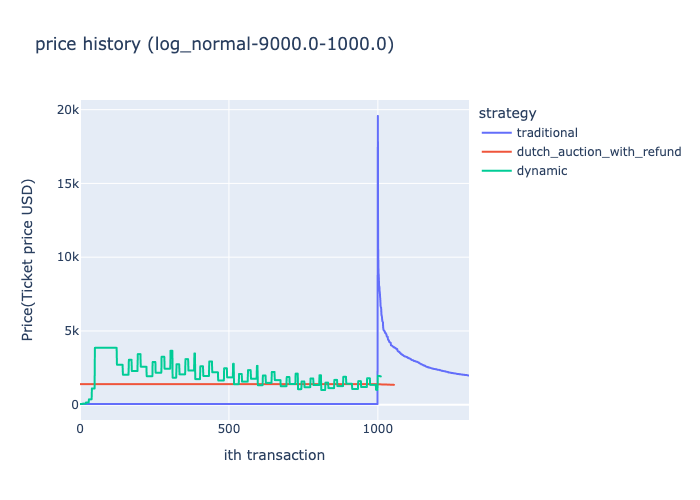 price history (log_normal-9000.0-1000.0)
strategy
traditional
dutch_auction_with_refund
dynamic
20k
15k
10k
5k
0
Price(Ticket price USD)
0
500
1000
ith transaction